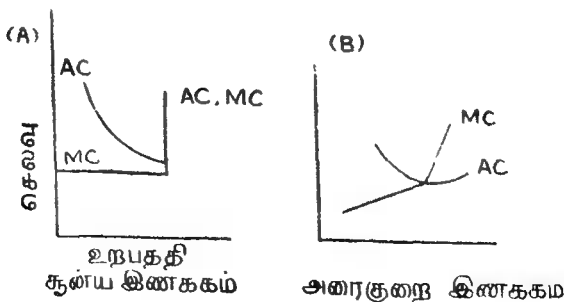 (A)
AC
AC, MC
MC
செலவு
உறபததி
சூன்ய இணககம்
(B)
MC
AC
அரைகுறை இணககம